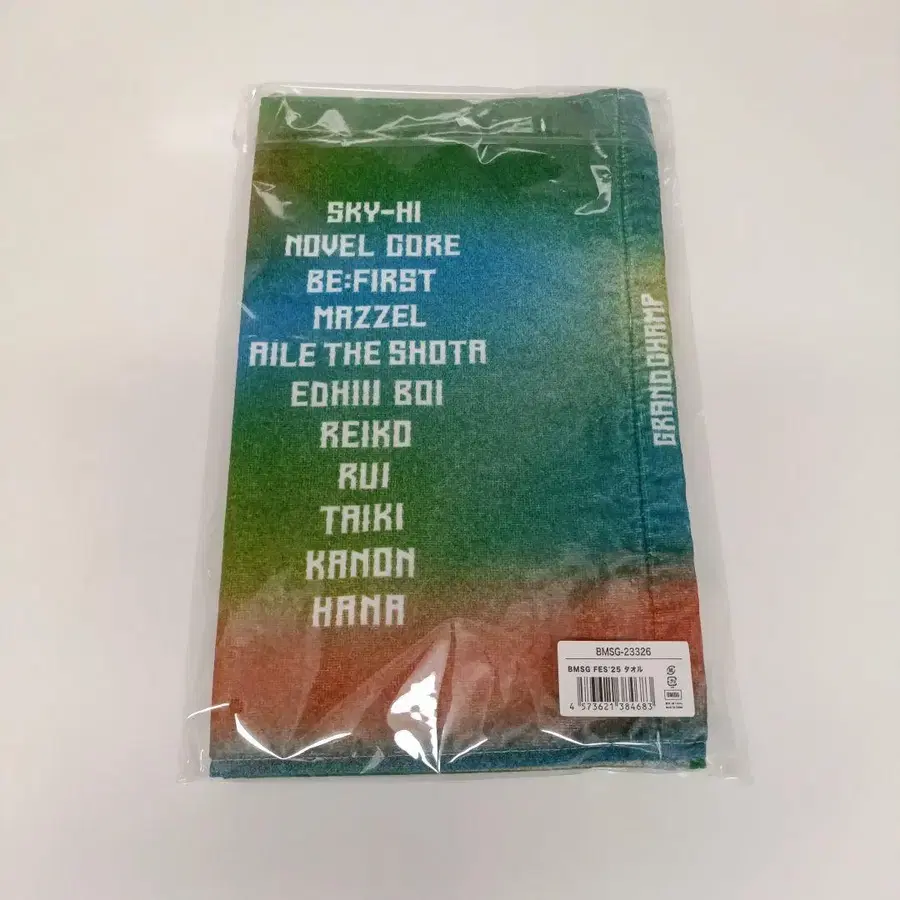 SKY-HI
NOVEL CORE
BE:FIRST
MAZZEL
AILE THE SHOTA
EDHIII BOI
REIKO
RUI
TAIKI
KANON
HANA
GRAND CHAMP
BMSG-23326
BMSG FES'25 タオル
4 573621 384683